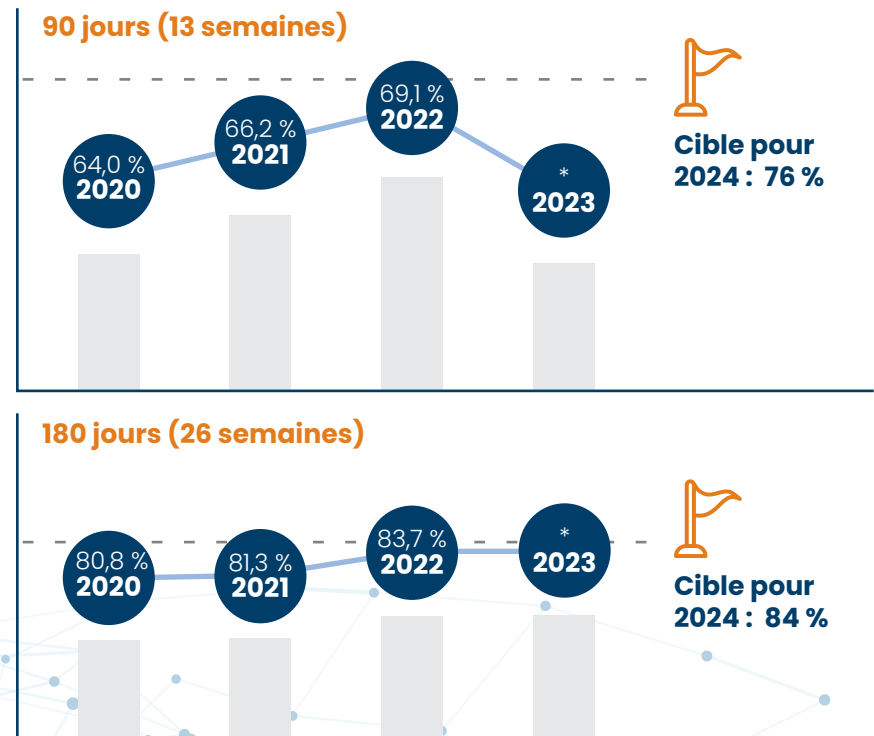 90 jours (13 semaines)
64,0 %
2020
66,2 %
2021
69,1 %
2022
*
2023
Cible pour
2024 : 76 %
180 jours (26 semaines)
80,8 %
2020
81,3 %
2021
83,7 %
2022
*
2023
Cible pour
2024 : 84 %